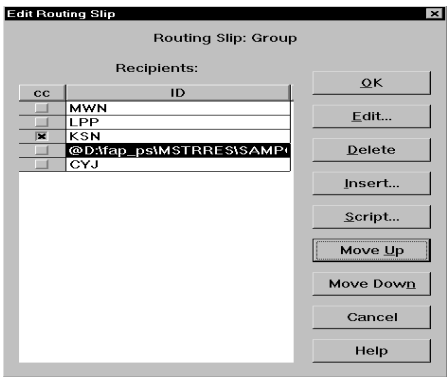 Edit Routing Slip
Routing Slip: Group
Recipients:
cc ID
MWN
LPP
KSN
@D:\fap_ps\MSTRRES\SAMP
CYJ
OK
Edit...
Delete
Insert...
Script...
Move Up
Move Down
Cancel
Help